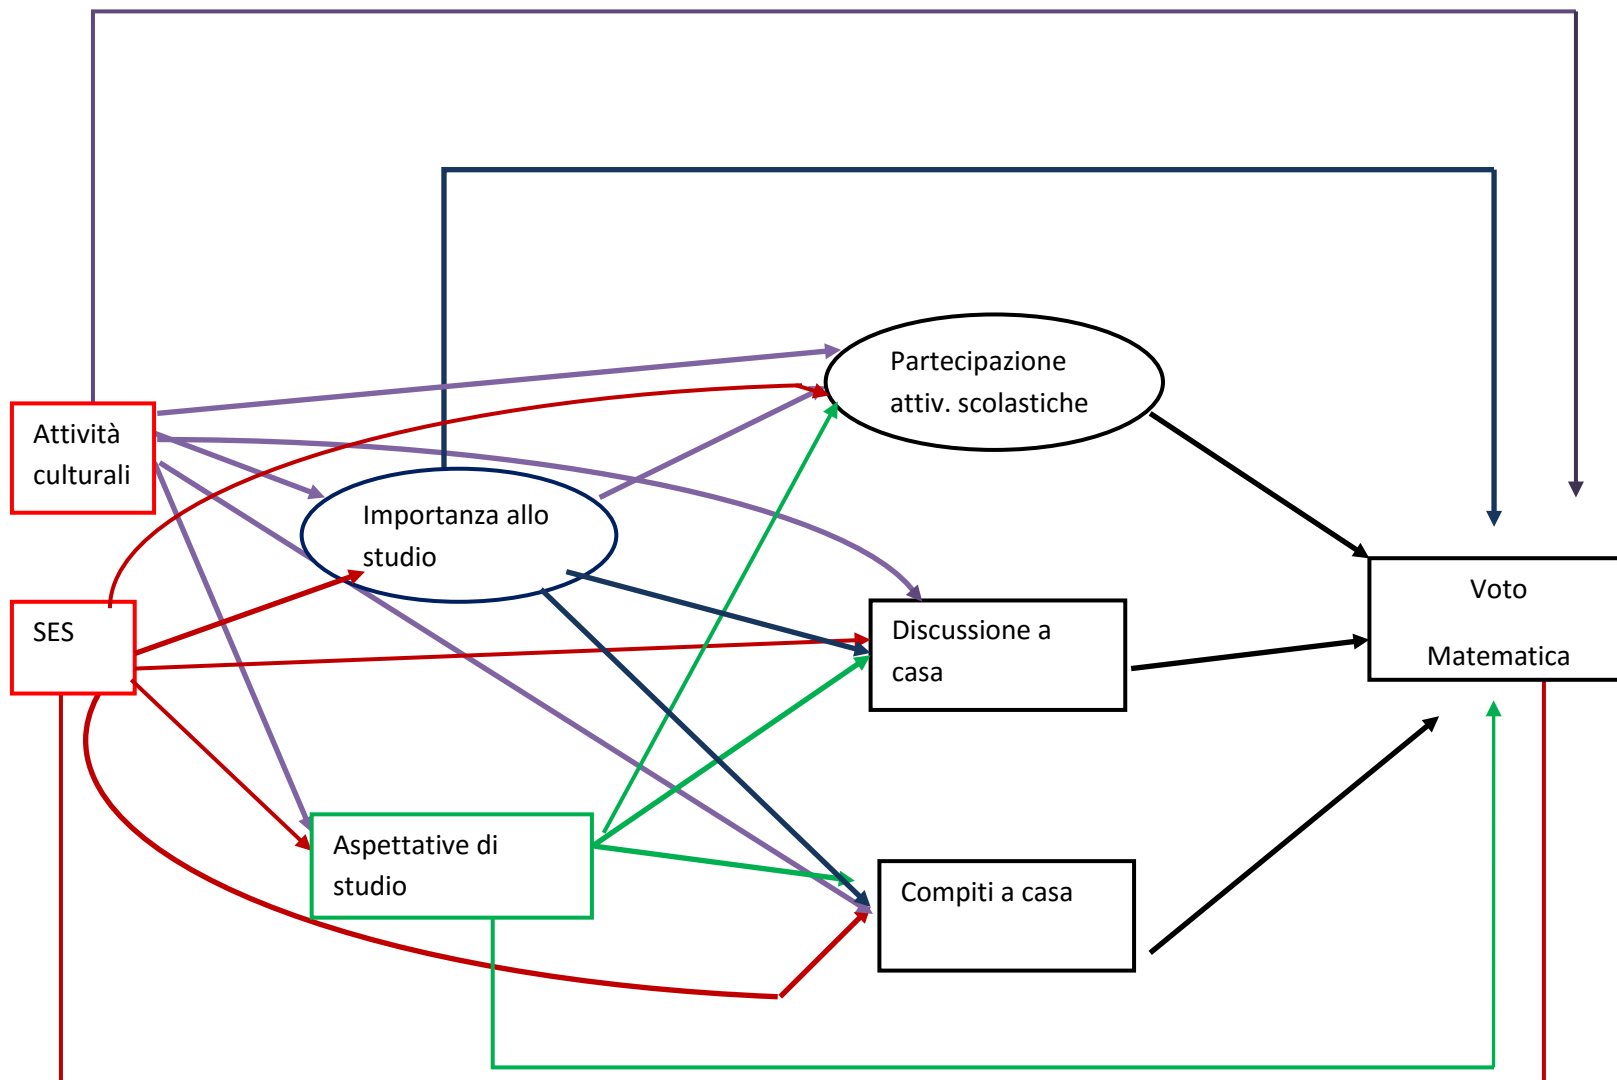 Partecipazione
attiv. scolastiche
Attività
culturali
Importanza allo
studio
Voto
Matematica
SES
Discussione a
casa
Aspettative di
studio
Compiti a casa